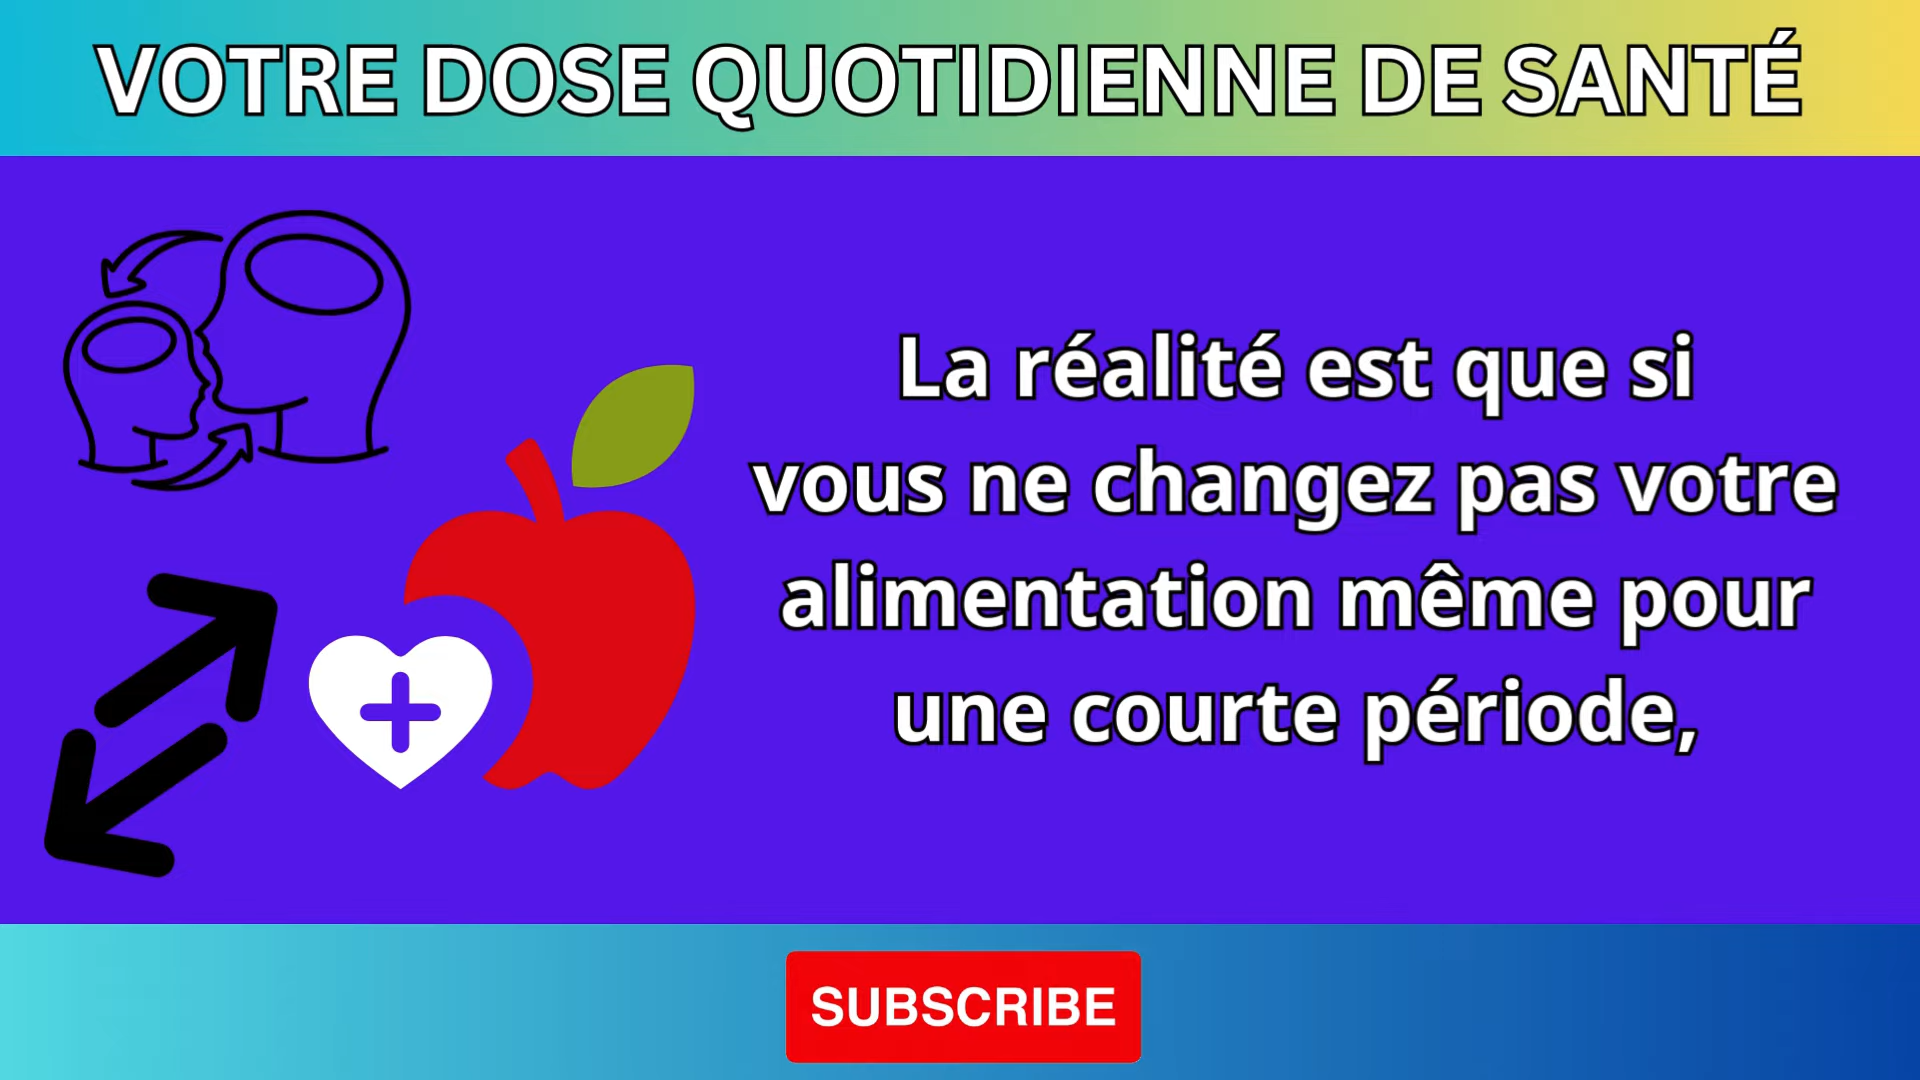 VOTRE DOSE QUOTIDIENNE DE SANTÉ
La réalité est que si
vous ne changez pas votre
alimentation même pour
une courte période,
SUBSCRIBE